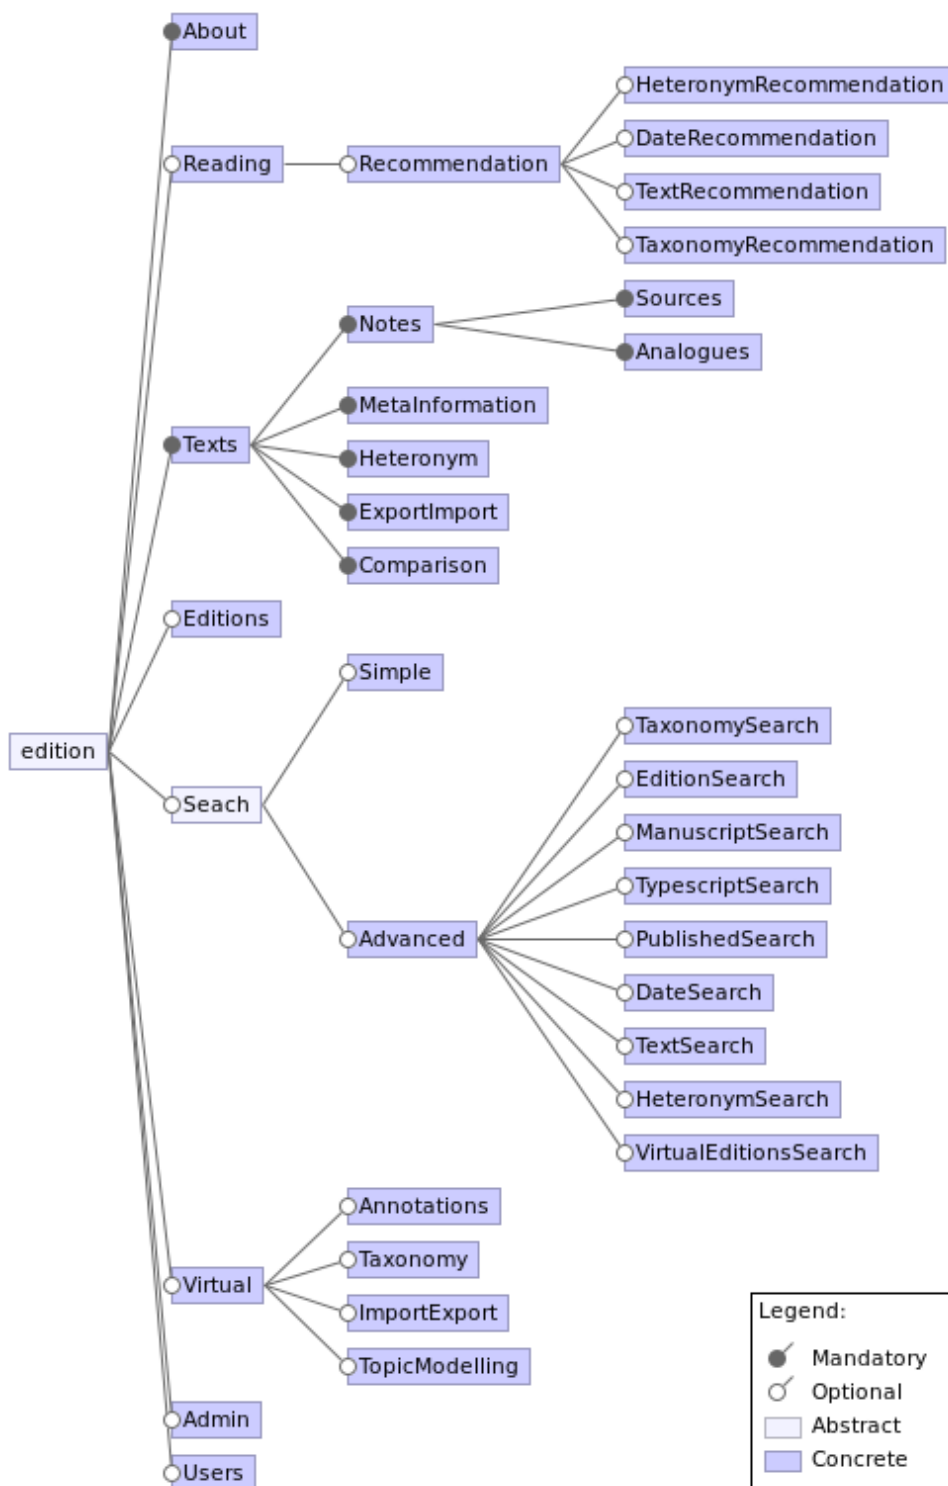 About
HeteronymRecommendation
DateRecommendation
Reading
Recommendation
TextRecommendation
TaxonomyRecommendation
Sources
Notes
Analogues
MetaInformation
Texts
Heteronym
ExportImport
Comparison
Editions
Simple
TaxonomySearch
edition
EditionSearch
Seach
ManuscriptSearch
TypescriptSearch
Advanced
PublishedSearch
DateSearch
TextSearch
HeteronymSearch
VirtualEditionsSearch
Annotations
Taxonomy
Virtual
ImportExport
TopicModelling
Admin
Users
Legend:
Mandatory
Optional
Abstract
Concrete